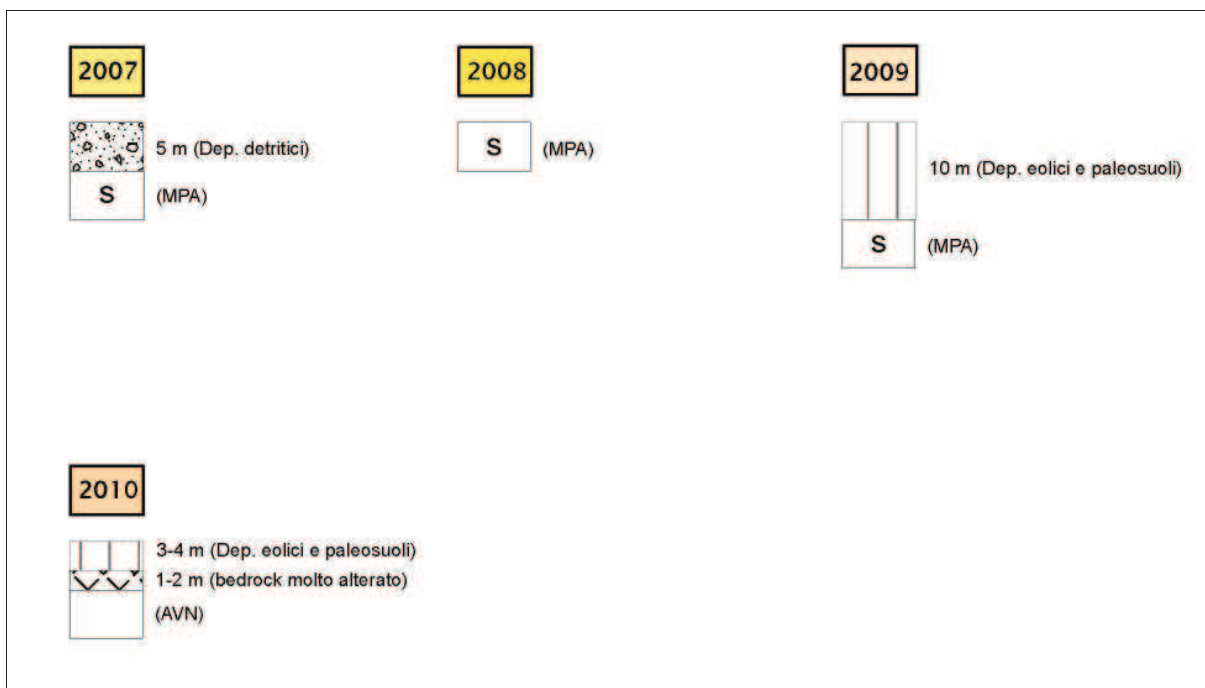 2007
5 m (Dep. detritici)
S (MPA)
2008
S (MPA)
2009
10 m (Dep. eolici e paleosuoli)
S (MPA)
2010
3-4 m (Dep. eolici e paleosuoli)
1-2 m (bedrock molto alterato)
(AVN)